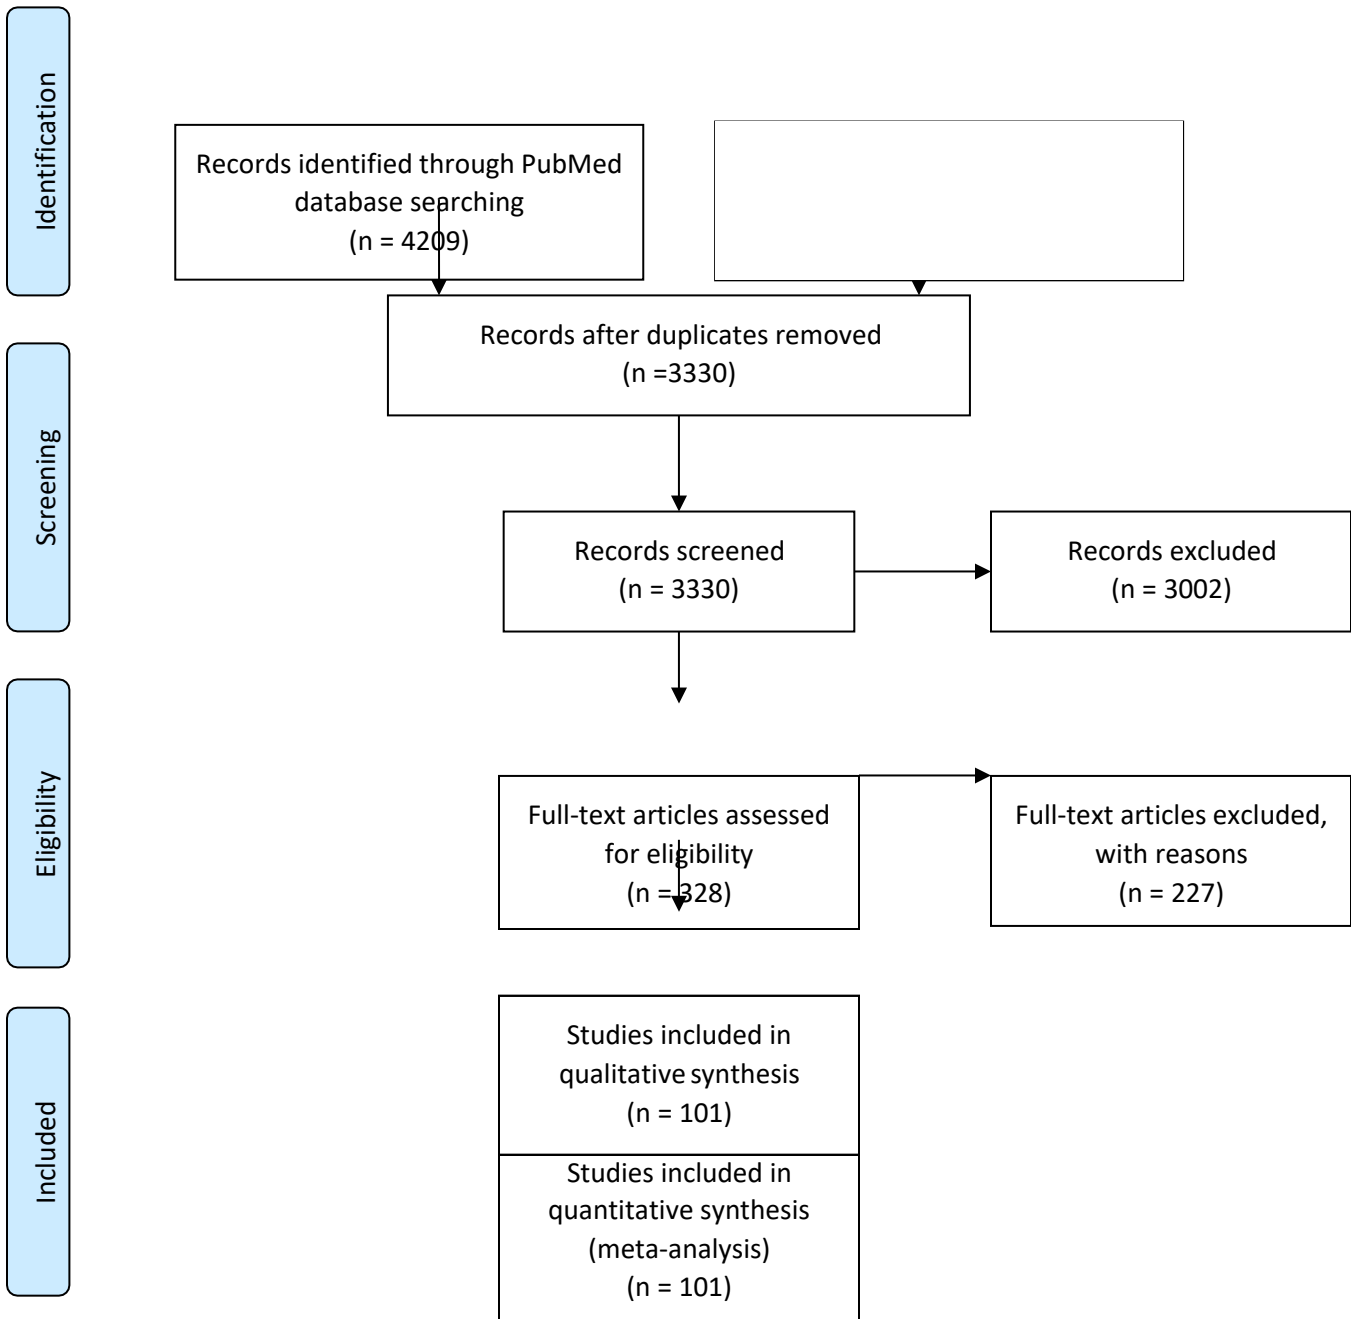 Identification
Records identified through PubMed
database searching
(n = 4209)
Records after duplicates removed
(n =3330)
Screening
Records screened
(n = 3330)
Records excluded
(n = 3002)
Eligibility
Full-text articles assessed
for eligibility
(n = 328)
Full-text articles excluded,
with reasons
(n = 227)
Included
Studies included in
qualitative synthesis
(n = 101)
Studies included in
quantitative synthesis
(meta-analysis)
(n = 101)